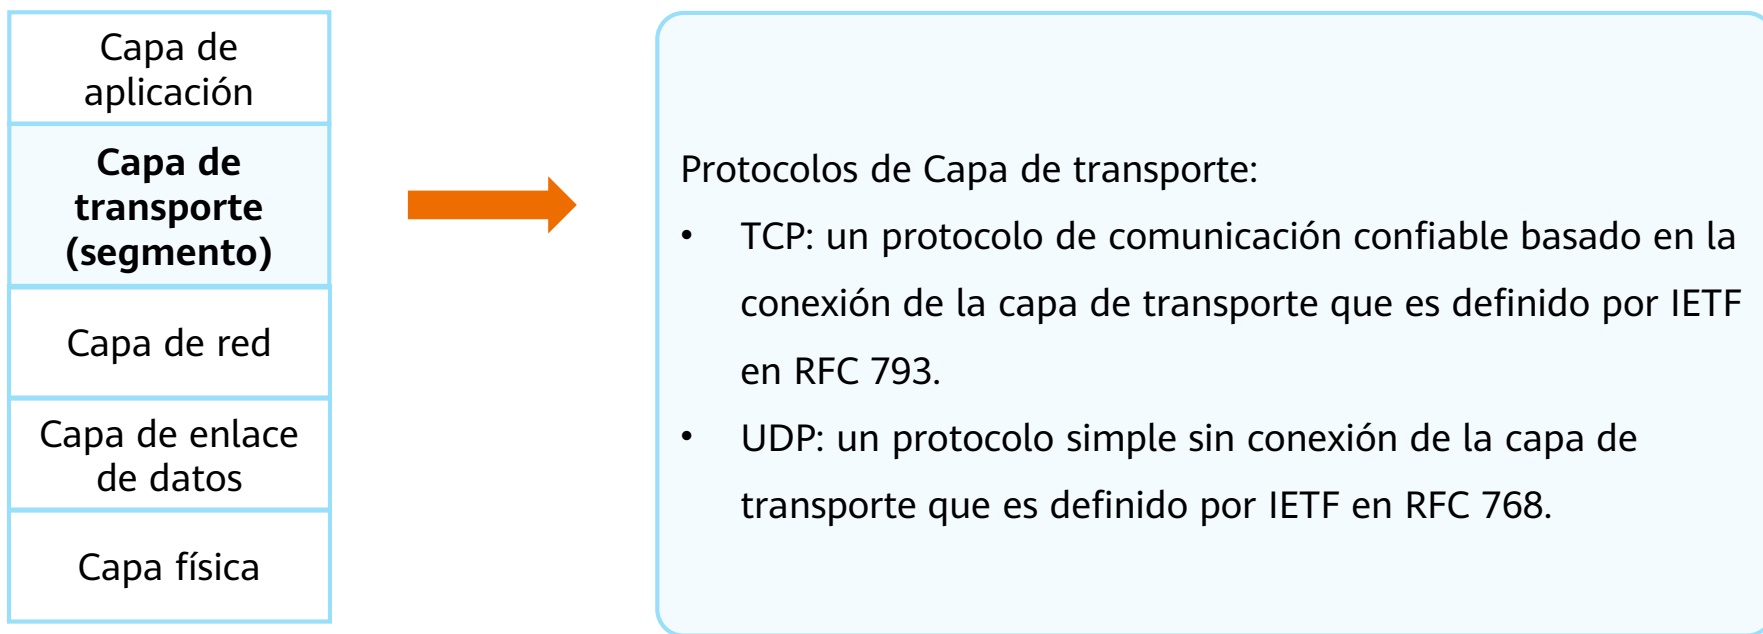 Capa de
aplicación
Capa de
transporte
(segmento)
Capa de red
Capa de enlace
de datos
Capa física
Protocolos de Capa de transporte:
• TCP: un protocolo de comunicación confiable basado en la
conexión de la capa de transporte que es definido por IETF
en RFC 793.
• UDP: un protocolo simple sin conexión de la capa de
transporte que es definido por IETF en RFC 768.